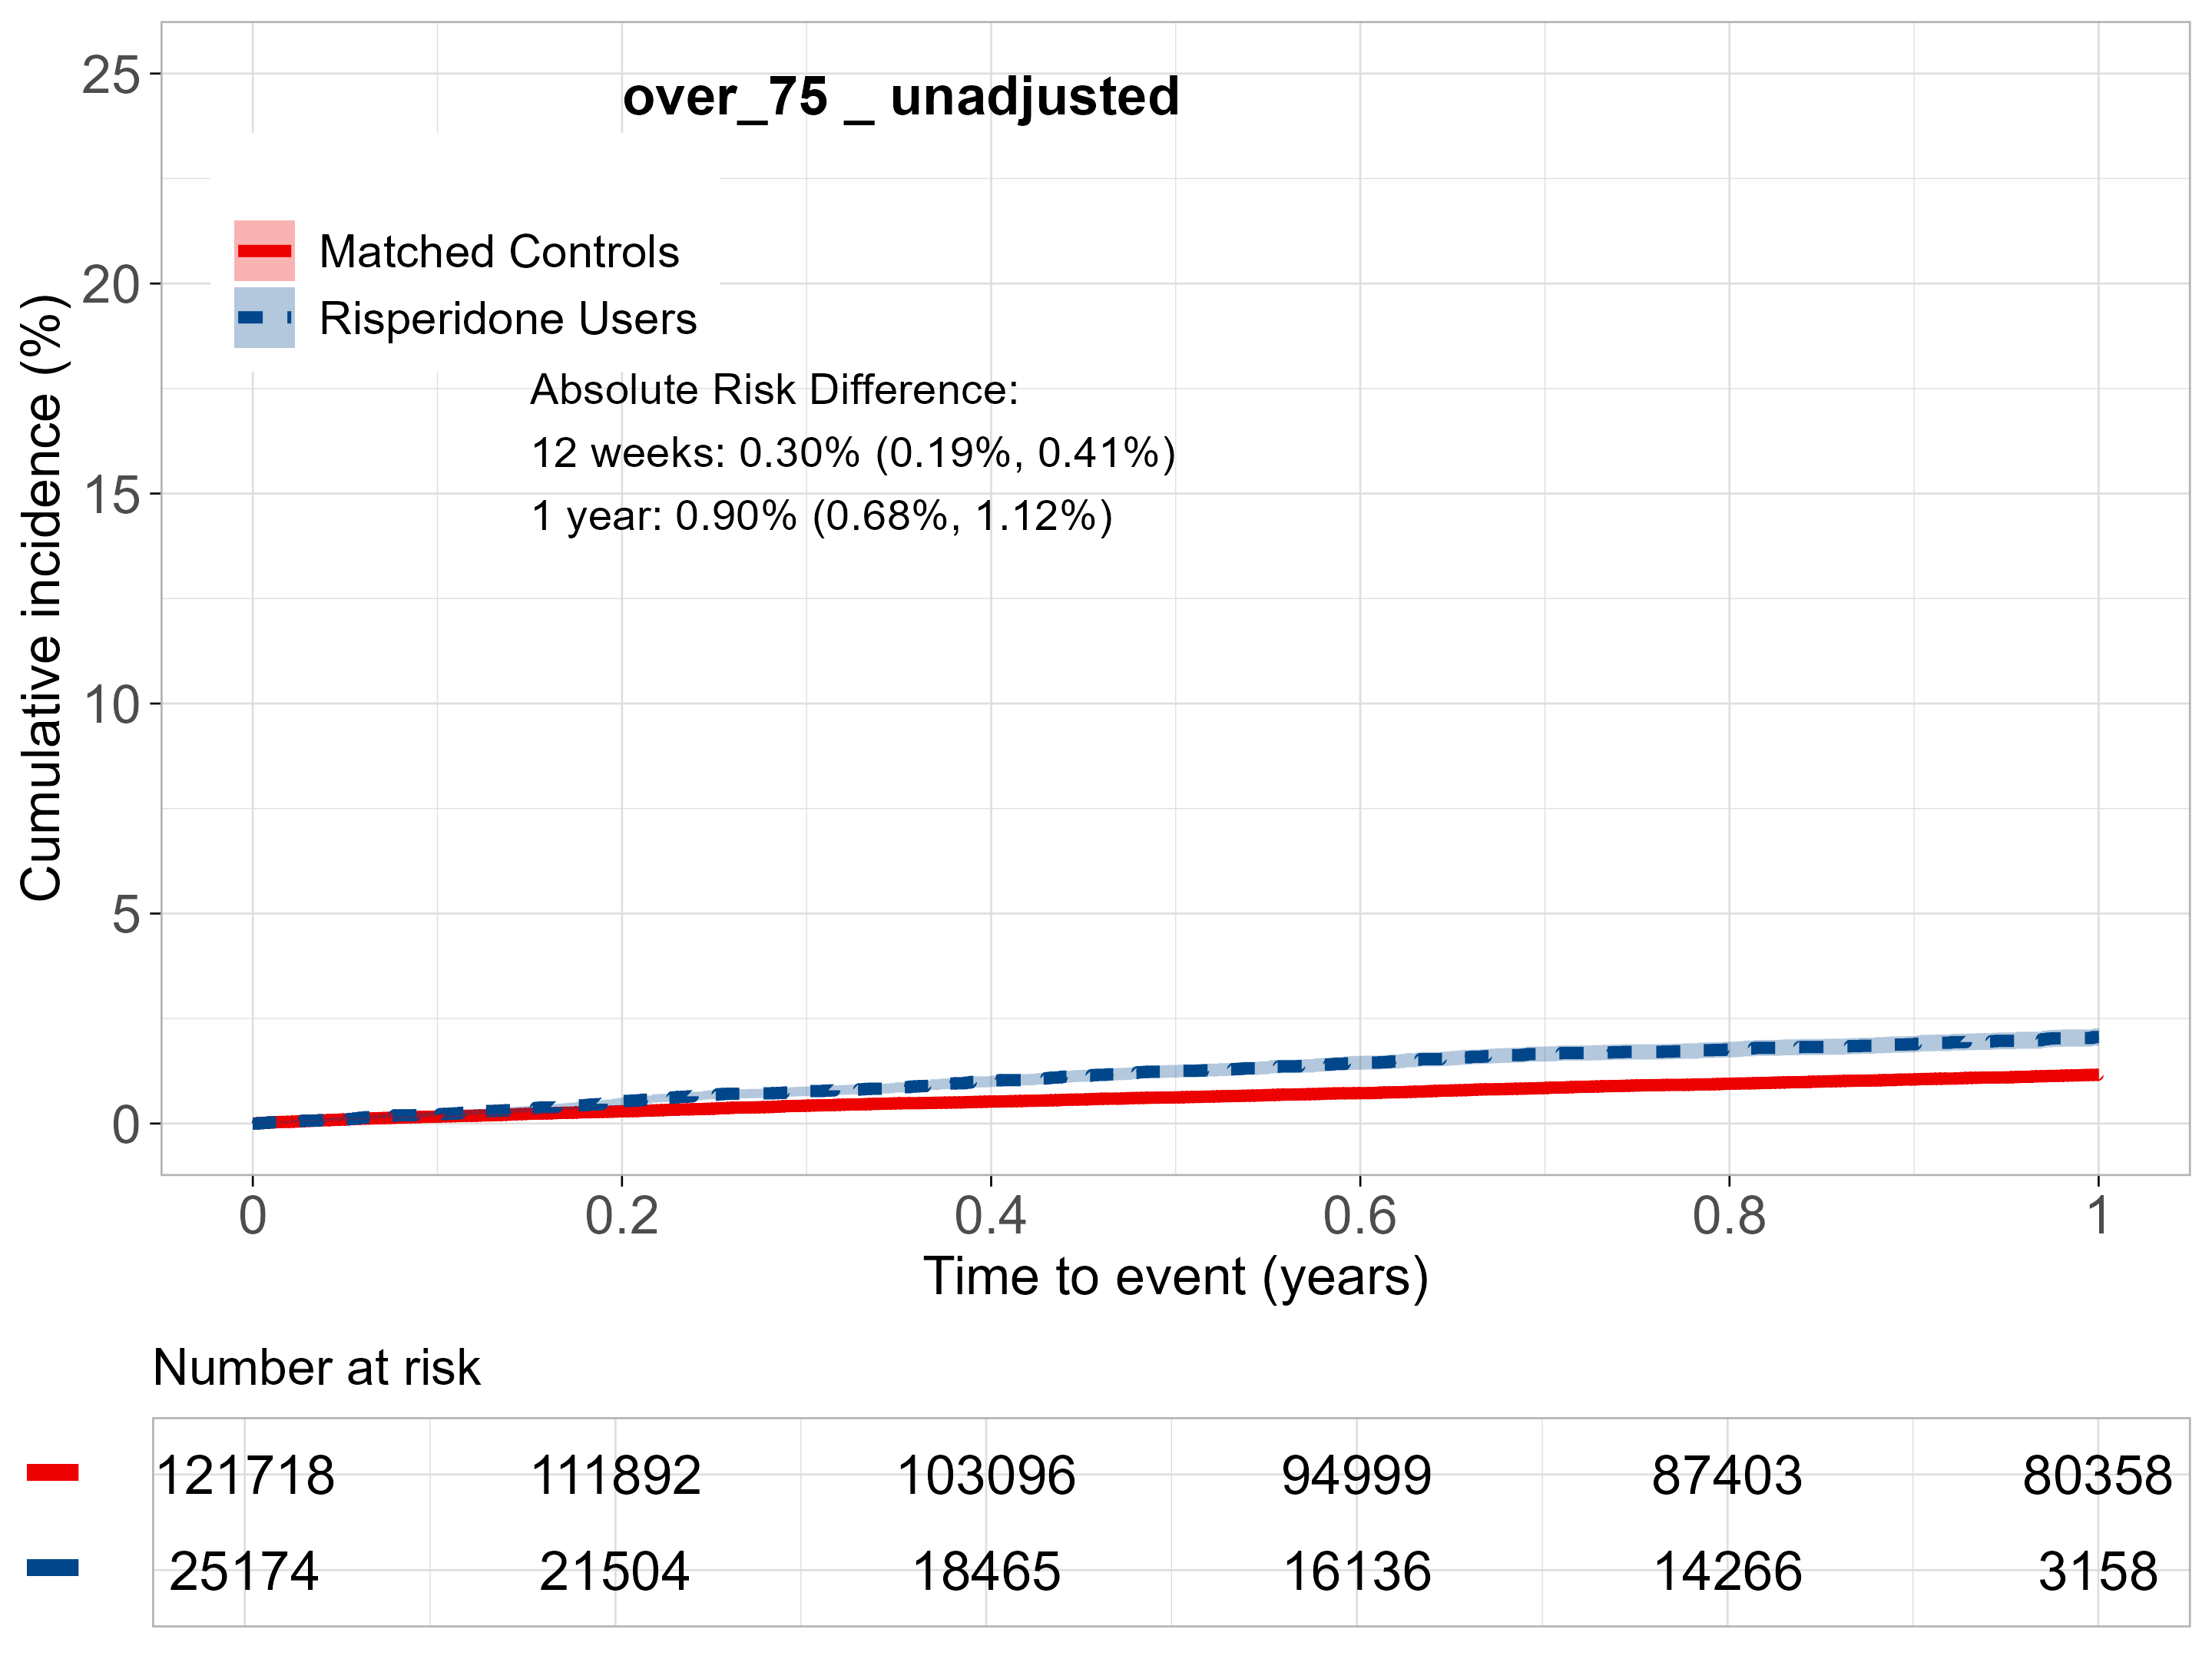 over_75 _ unadjusted
Matched Controls
Risperidone Users
Absolute Risk Difference:
12 weeks: 0.30% (0.19%, 0.41%)
1 year: 0.90% (0.68%, 1.12%)
Cumulative incidence (%)
25
20
15
10
5
0
0 0.2 0.4 0.6 0.8 1
Time to event (years)
Number at risk
121718 111892 103096 94999 87403 80358
25174 21504 18465 16136 14266 3158